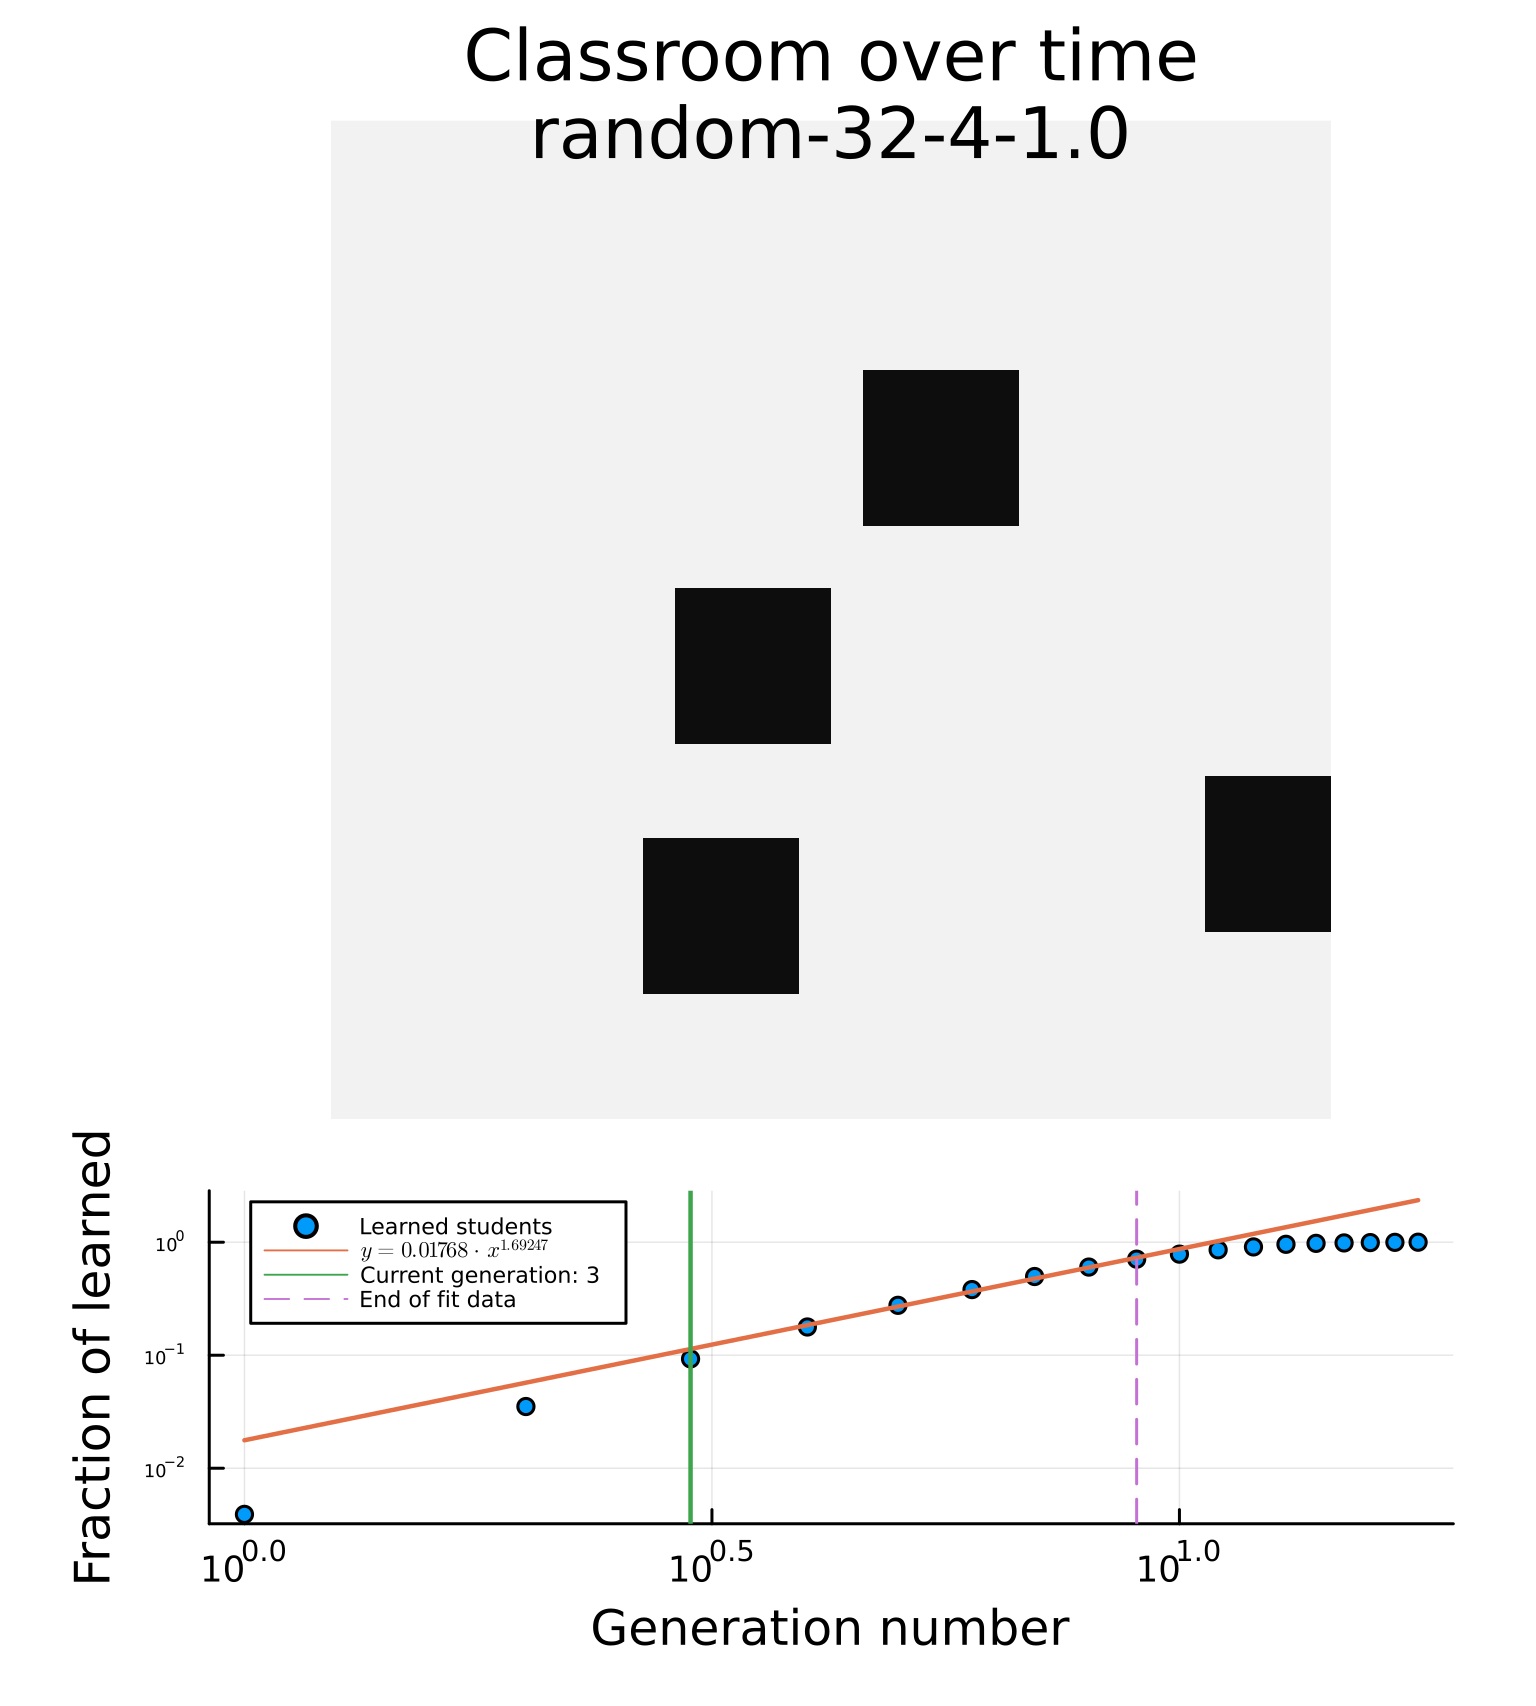 Classroom over time
random-32-4-1.0
Fraction of learned
10⁰
10⁻¹
10⁻²
Learned students
y = 0.01768 · x^1.69247
Current generation: 3
End of fit data
10^0.0
10^0.5
10^1.0
Generation number